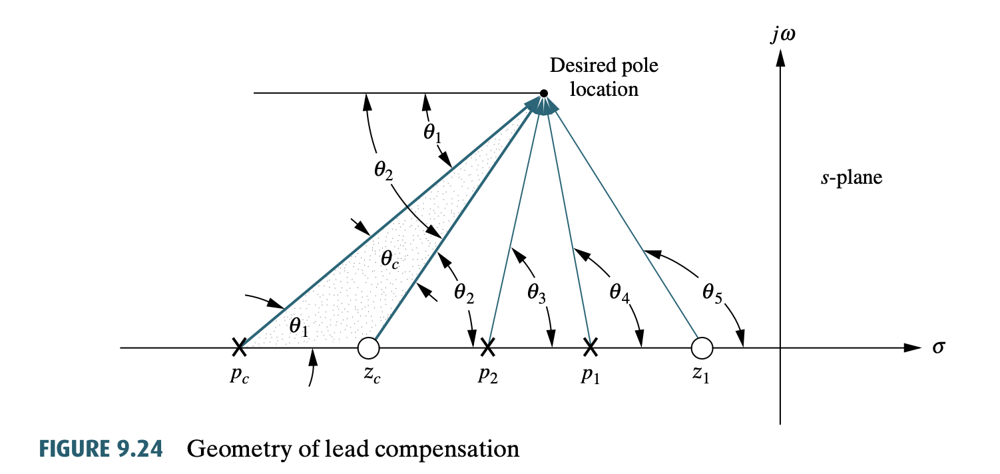 jω
Desired pole
location
θ1
θ2
s-plane
θc
θ2
θ3
θ4
θ5
θ1
σ
pc
zc
p2
p1
z1
FIGURE 9.24 Geometry of lead compensation